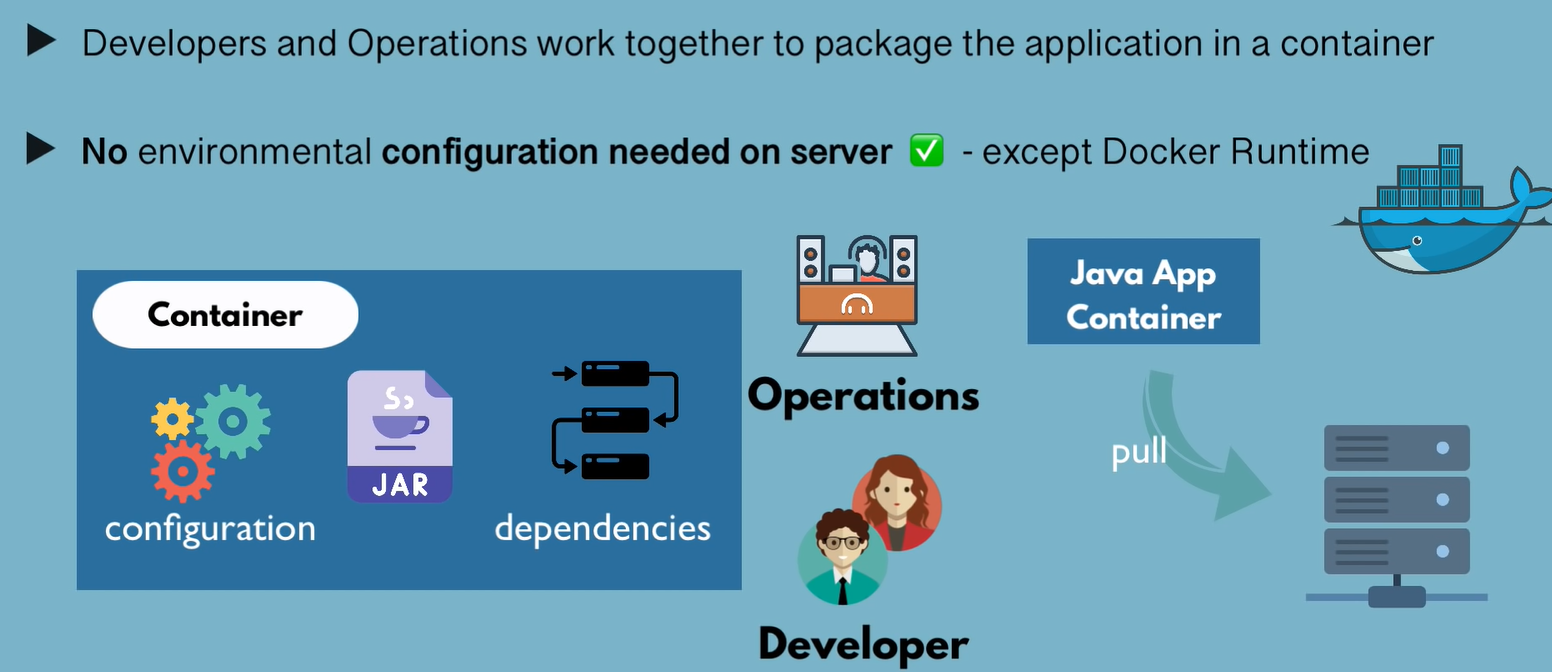 Developers and Operations work together to package the application in a container
No environmental configuration needed on server ✅ - except Docker Runtime
Container
configuration
JAR
dependencies
Operations
Developer
Java App
Container
pull